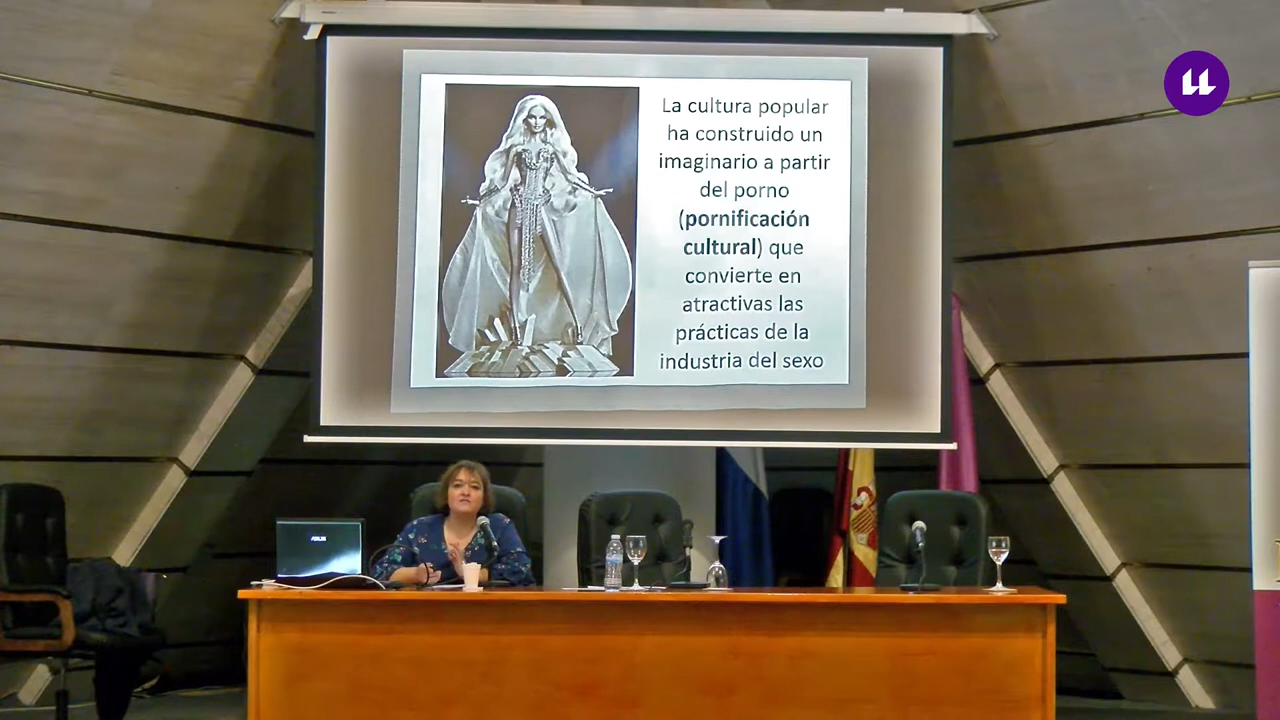 La cultura popular
ha construido un
imaginario a partir
del porno
(pornificación
cultural) que
convierte en
atractivas las
prácticas de la
industria del sexo
ASUS